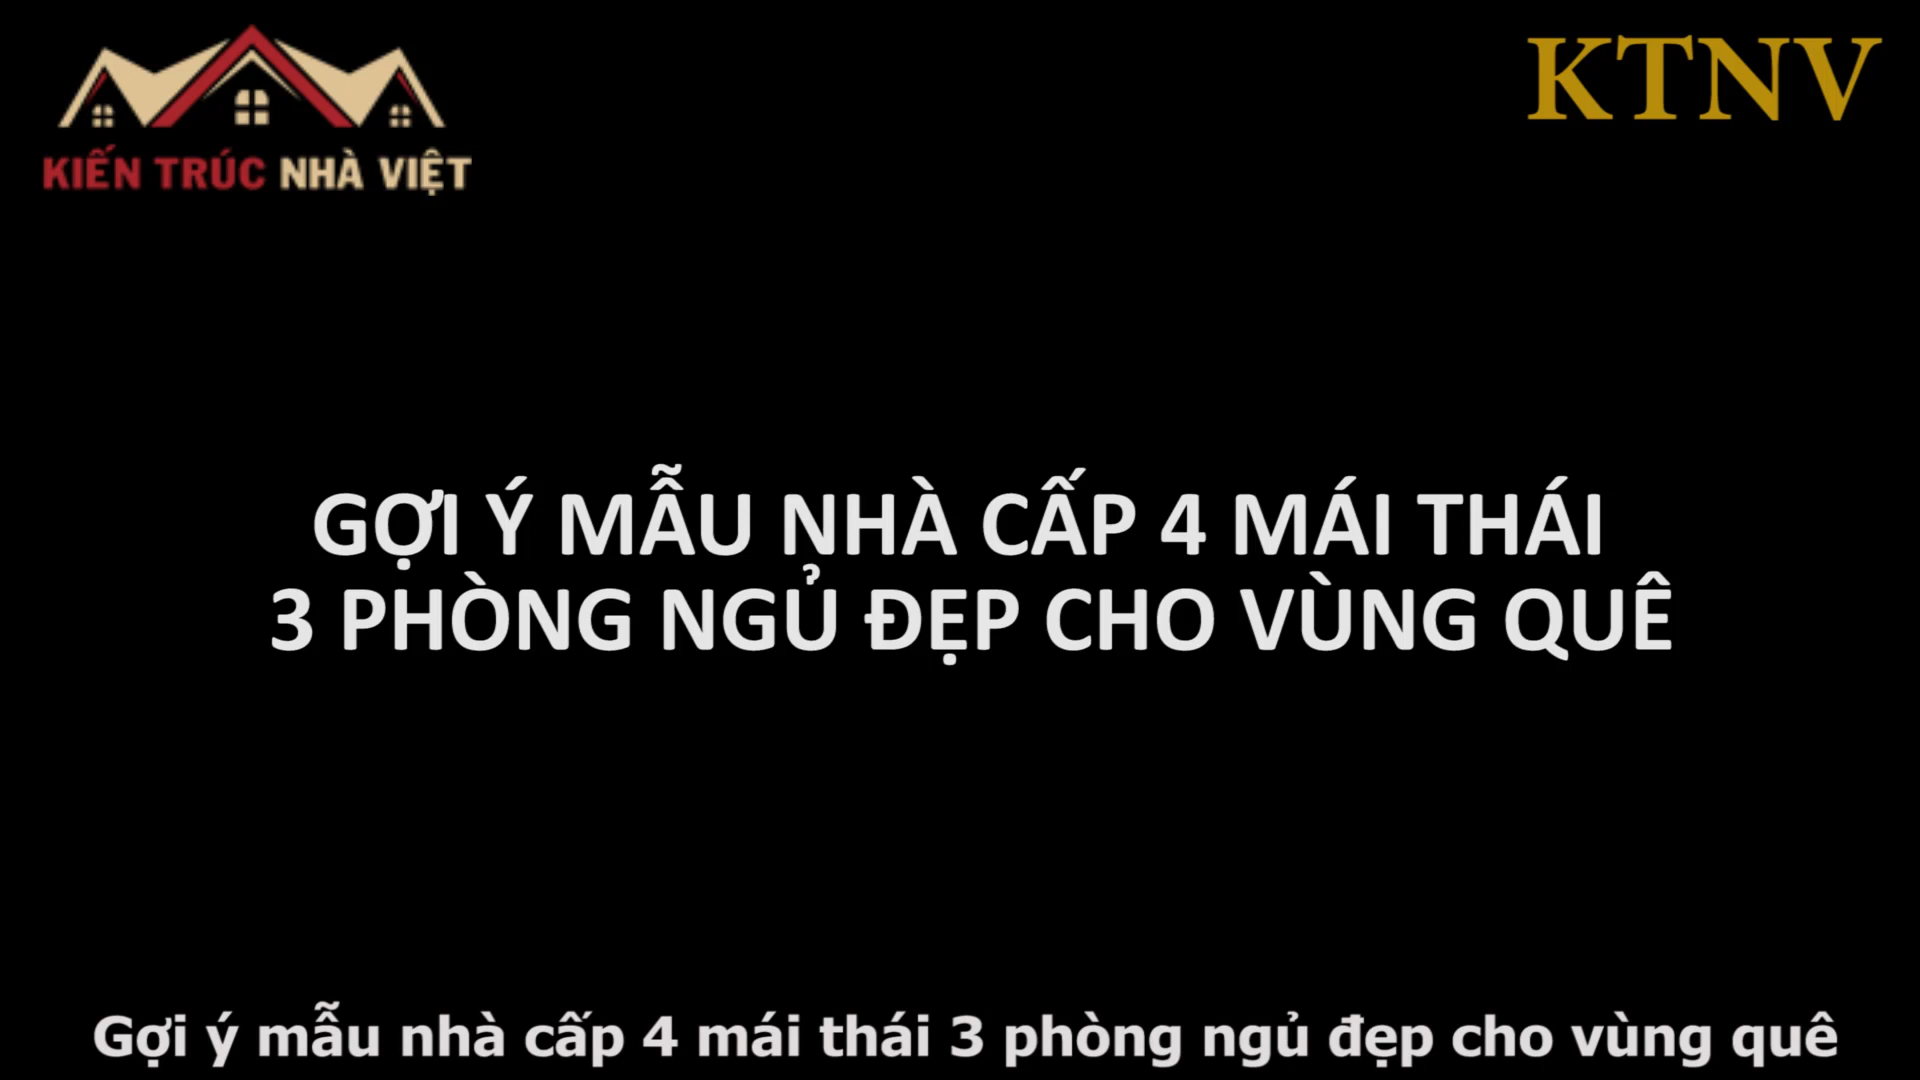 KIẾN TRÚC NHÀ VIỆT
KTNV
GỢI Ý MẪU NHÀ CẤP 4 MÁI THÁI
3 PHÒNG NGỦ ĐẸP CHO VÙNG QUÊ
Gợi ý mẫu nhà cấp 4 mái thái 3 phòng ngủ đẹp cho vùng quê